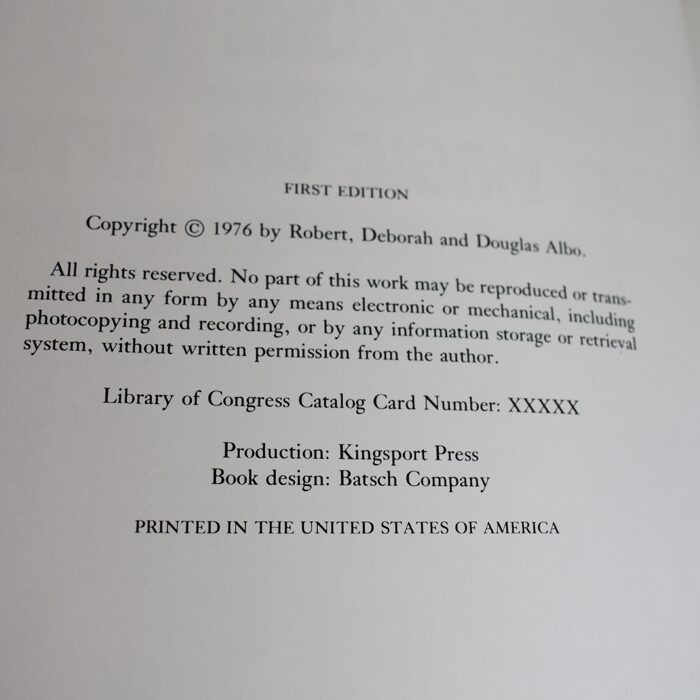 FIRST EDITION
Copyright © 1976 by Robert, Deborah and Douglas Albo.
All rights reserved. No part of this work may be reproduced or trans-
mitted in any form by any means electronic or mechanical, including
photocopying and recording, or by any information storage or retrieval
system, without written permission from the author.
Library of Congress Catalog Card Number: XXXXX
Production: Kingsport Press
Book design: Batsch Company
PRINTED IN THE UNITED STATES OF AMERICA